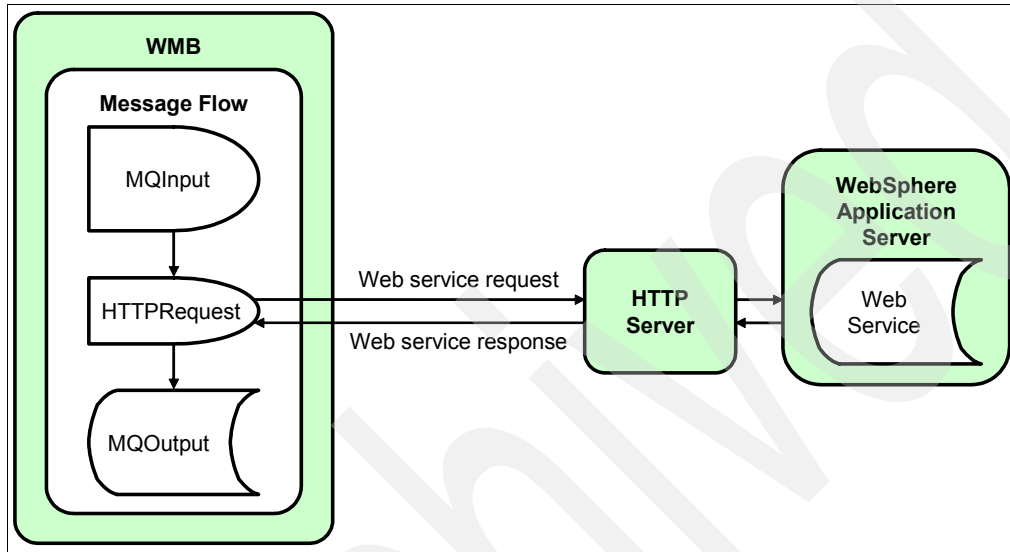 WMB
Message Flow
MQInput
HTTPRequest
MQOutput
Web service request
Web service response
HTTP
Server
WebSphere
Application
Server
Web
Service